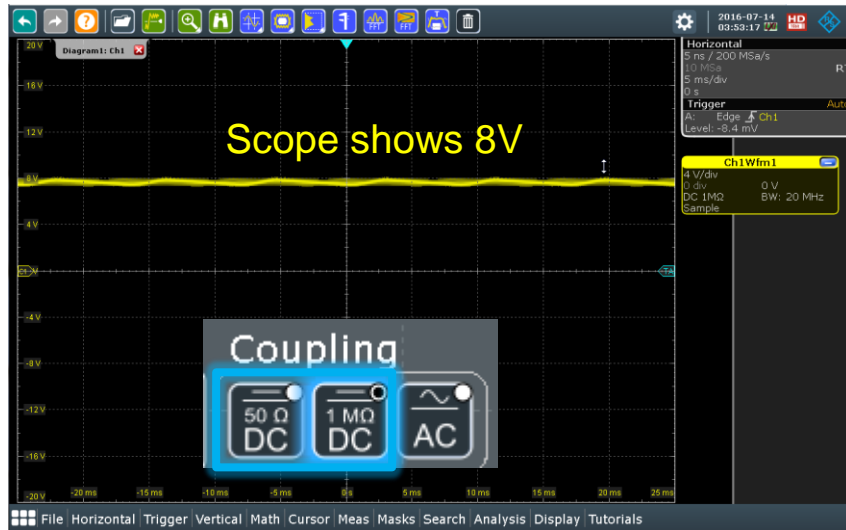 2016-07-14
03:53:17
HD
Diagram1: Ch1
20 V
16 V
12 V
8 V
4 V
-4 V
-8 V
-12 V
-16 V
-20 V
Scope shows 8V
Horizontal
5 ns / 200 MSa/s
10 MSa
R
5 ms/div
0 s
Trigger
Auto
A: Edge Ch1
Level: -8.4 mV
Ch1Wfm1
4 V/div
0 div 0 V
DC 1MΩ BW: 20 MHz
Sample
TA
Coupling
50 Ω
DC
1 MΩ
DC
AC
-20 ms
-15 ms
-10 ms
-5 ms
0 s
5 ms
10 ms
15 ms
20 ms
25 ms
FFT
FFT
File Horizontal Trigger Vertical Math Cursor Meas Masks Search Analysis Display Tutorials